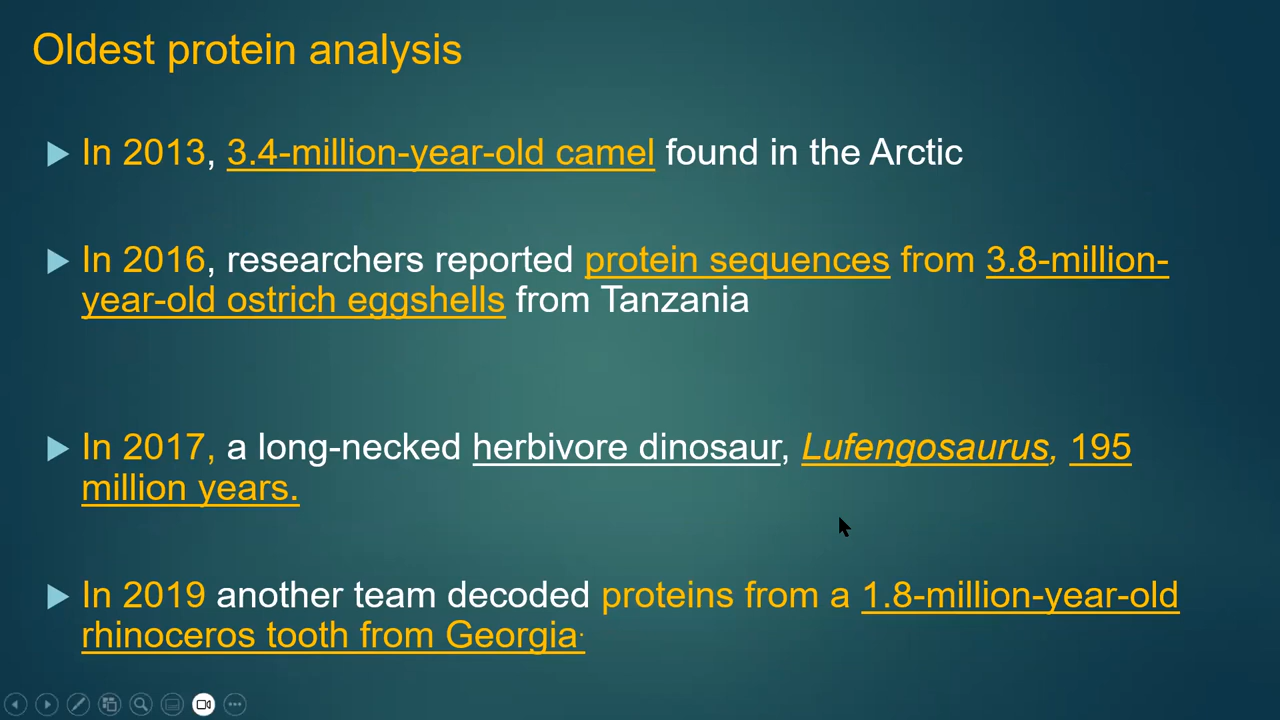 Oldest protein analysis
In 2013, 3.4-million-year-old camel found in the Arctic
In 2016, researchers reported protein sequences from 3.8-million-
year-old ostrich eggshells from Tanzania
In 2017, a long-necked herbivore dinosaur, Lufengosaurus, 195
million years.
In 2019 another team decoded proteins from a 1.8-million-year-old
rhinoceros tooth from Georgia.